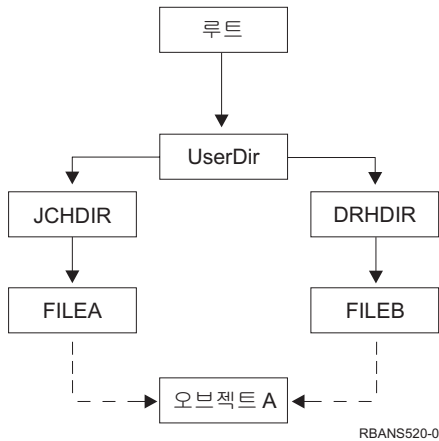 루트
UserDir
JCHDIR
DRHDIR
FILEA
FILEB
오브젝트 A
RBANS520-0